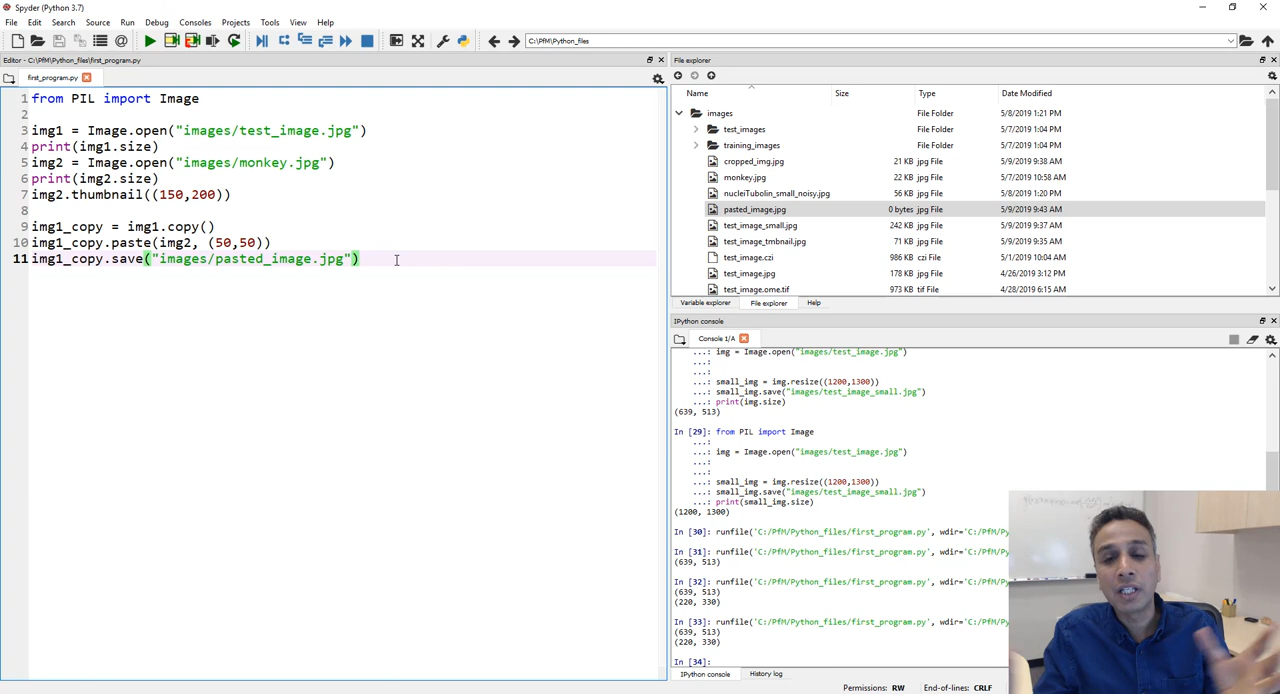 Spyder (Python 3.7)
File Edit Search Source Run Debug Consoles Projects Tools View Help
C:\PfM\Python_files
Editor - C:\PfM\Python_files\first_program.py
first_program.py
1 from PIL import Image
2
3 img1 = Image.open("images/test_image.jpg")
4 print(img1.size)
5 img2 = Image.open("images/monkey.jpg")
6 print(img2.size)
7 img2.thumbnail((150,200))
8
9 img1_copy = img1.copy()
10 img1_copy.paste(img2, (50,50))
11 img1_copy.save("images/pasted_image.jpg")
File explorer
Name Size Type Date Modified
images File Folder 5/8/2019 1:21 PM
test_images File Folder 5/7/2019 1:04 PM
training_images File Folder 5/7/2019 1:04 PM
cropped_img.jpg 21 KB jpg File 5/9/2019 9:38 AM
monkey.jpg 22 KB jpg File 5/7/2019 10:58 AM
nucleiTubolin_small_noisy.jpg 56 KB jpg File 5/8/2019 1:20 PM
pasted_image.jpg 0 bytes jpg File 5/9/2019 9:43 AM
test_image_small.jpg 242 KB jpg File 5/9/2019 9:37 AM
test_image_tmbnail.jpg 71 KB jpg File 5/9/2019 9:35 AM
test_image.czi 986 KB czi File 5/1/2019 10:04 AM
test_image.jpg 178 KB jpg File 4/26/2019 3:12 PM
test_image.ome.tif 973 KB tif File 4/28/2019 6:15 AM
Variable explorer File explorer Help
IPython console
Console 1/A
...: img = Image.open("images/test_image.jpg")
...:
...:
...: small_img = img.resize((1200,1300))
...: small_img.save("images/test_image_small.jpg")
...: print(img.size)
(639, 513)
In [29]: from PIL import Image
...:
...: img = Image.open("images/test_image.jpg")
...:
...:
...: small_img = img.resize((1200,1300))
...: small_img.save("images/test_image_small.jpg")
...: print(small_img.size)
(1200, 1300)
In [30]: runfile('C:/PfM/Python_files/first_program.py', wdir='C:/PfM/Py
In [31]: runfile('C:/PfM/Python_files/first_program.py', wdir='C:/PfM/Py
(639, 513)
In [32]: runfile('C:/PfM/Python_files/first_program.py', wdir='C:/PfM/Py
(639, 513)
(220, 330)
In [33]: runfile('C:/PfM/Python_files/first_program.py', wdir='C:/PfM/Py
(639, 513)
(220, 330)
In [34]:
IPython console History log
Permissions: RW End-of-lines: CRLF